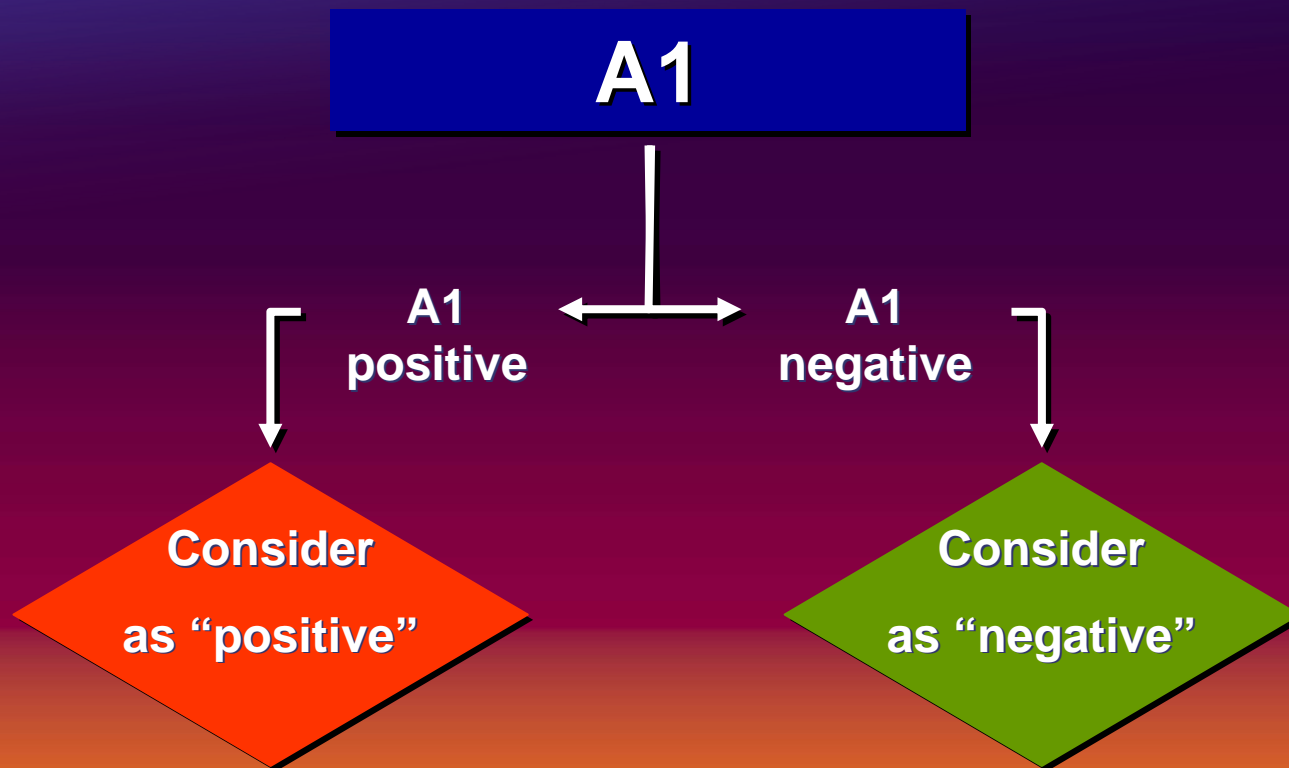 A1
A1
positive
A1
negative
Consider
as “positive”
Consider
as “negative”